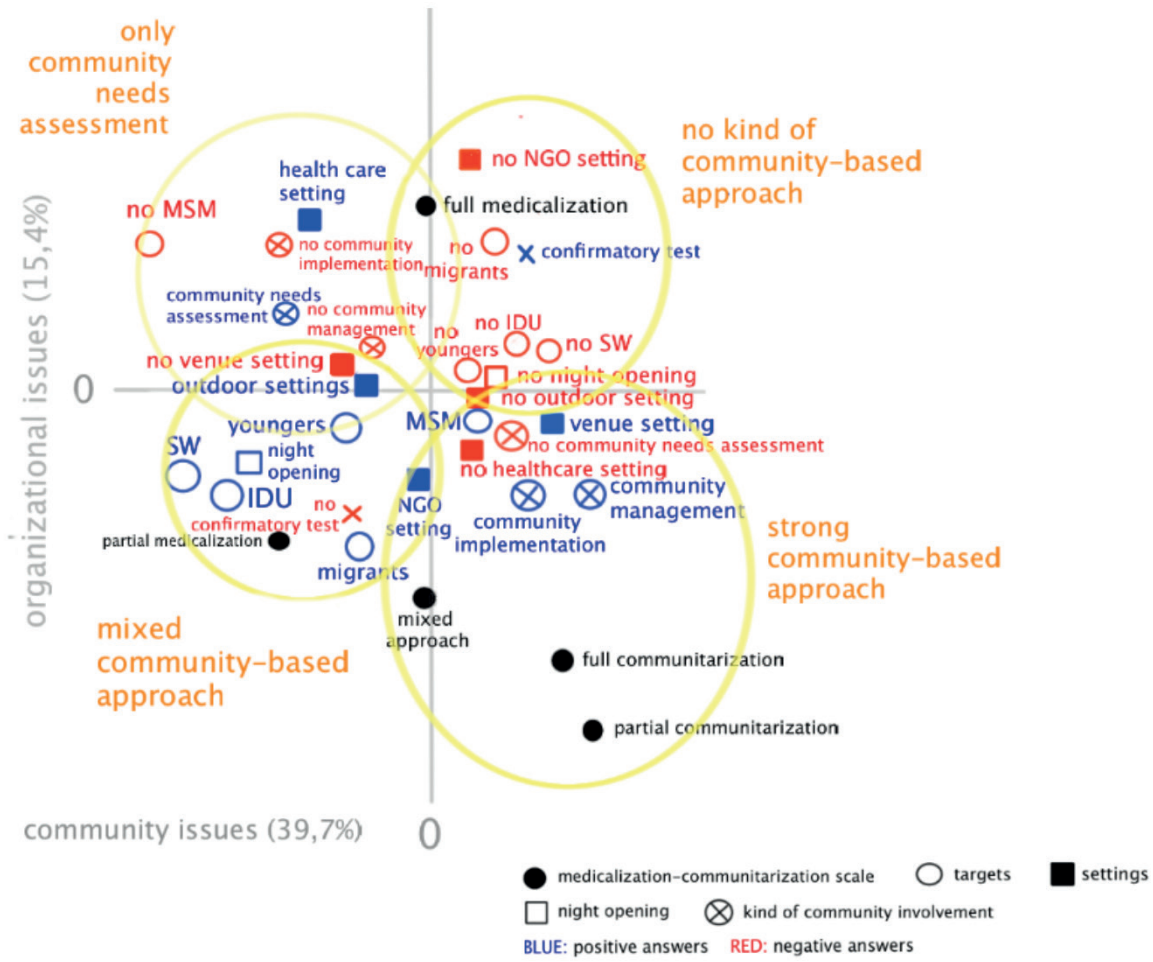 only
community
needs
assessment
no kind of
community-based
approach
no NGO setting
health care
setting
full medicalization
no MSM
no community
implementation
no
migrants
confirmatory test
community needs
assessment
no community
management
no IDU
no
youngers
no SW
no venue setting
no night opening
outdoor settings
0
no outdoor setting
MSM
venue setting
youngers
no community needs assessment
SW
night
opening
no healthcare setting
IDU
community
management
NGO
setting
no
confirmatory test
community
implementation
partial medicalization
migrants
strong
community-based
approach
organizational issues (15,4%)
mixed
approach
mixed
community-based
approach
full communitarization
partial communitarization
community issues (39,7%)
0
medicalization-communitarization scale
targets
settings
night opening
kind of community involvement
BLUE: positive answers RED: negative answers